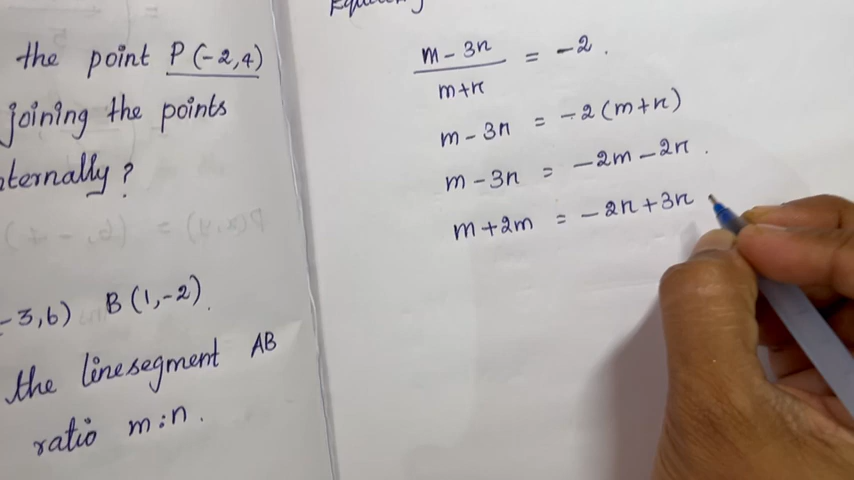 the point P(-2,4)
joining the points
nternally?
-3,6) B(1,-2).
the linesegment AB
ratio m:n.
m-3n/m+n = -2.
m-3n = -2(m+n)
m-3n = -2m-2n.
m+2m = -2n+3n